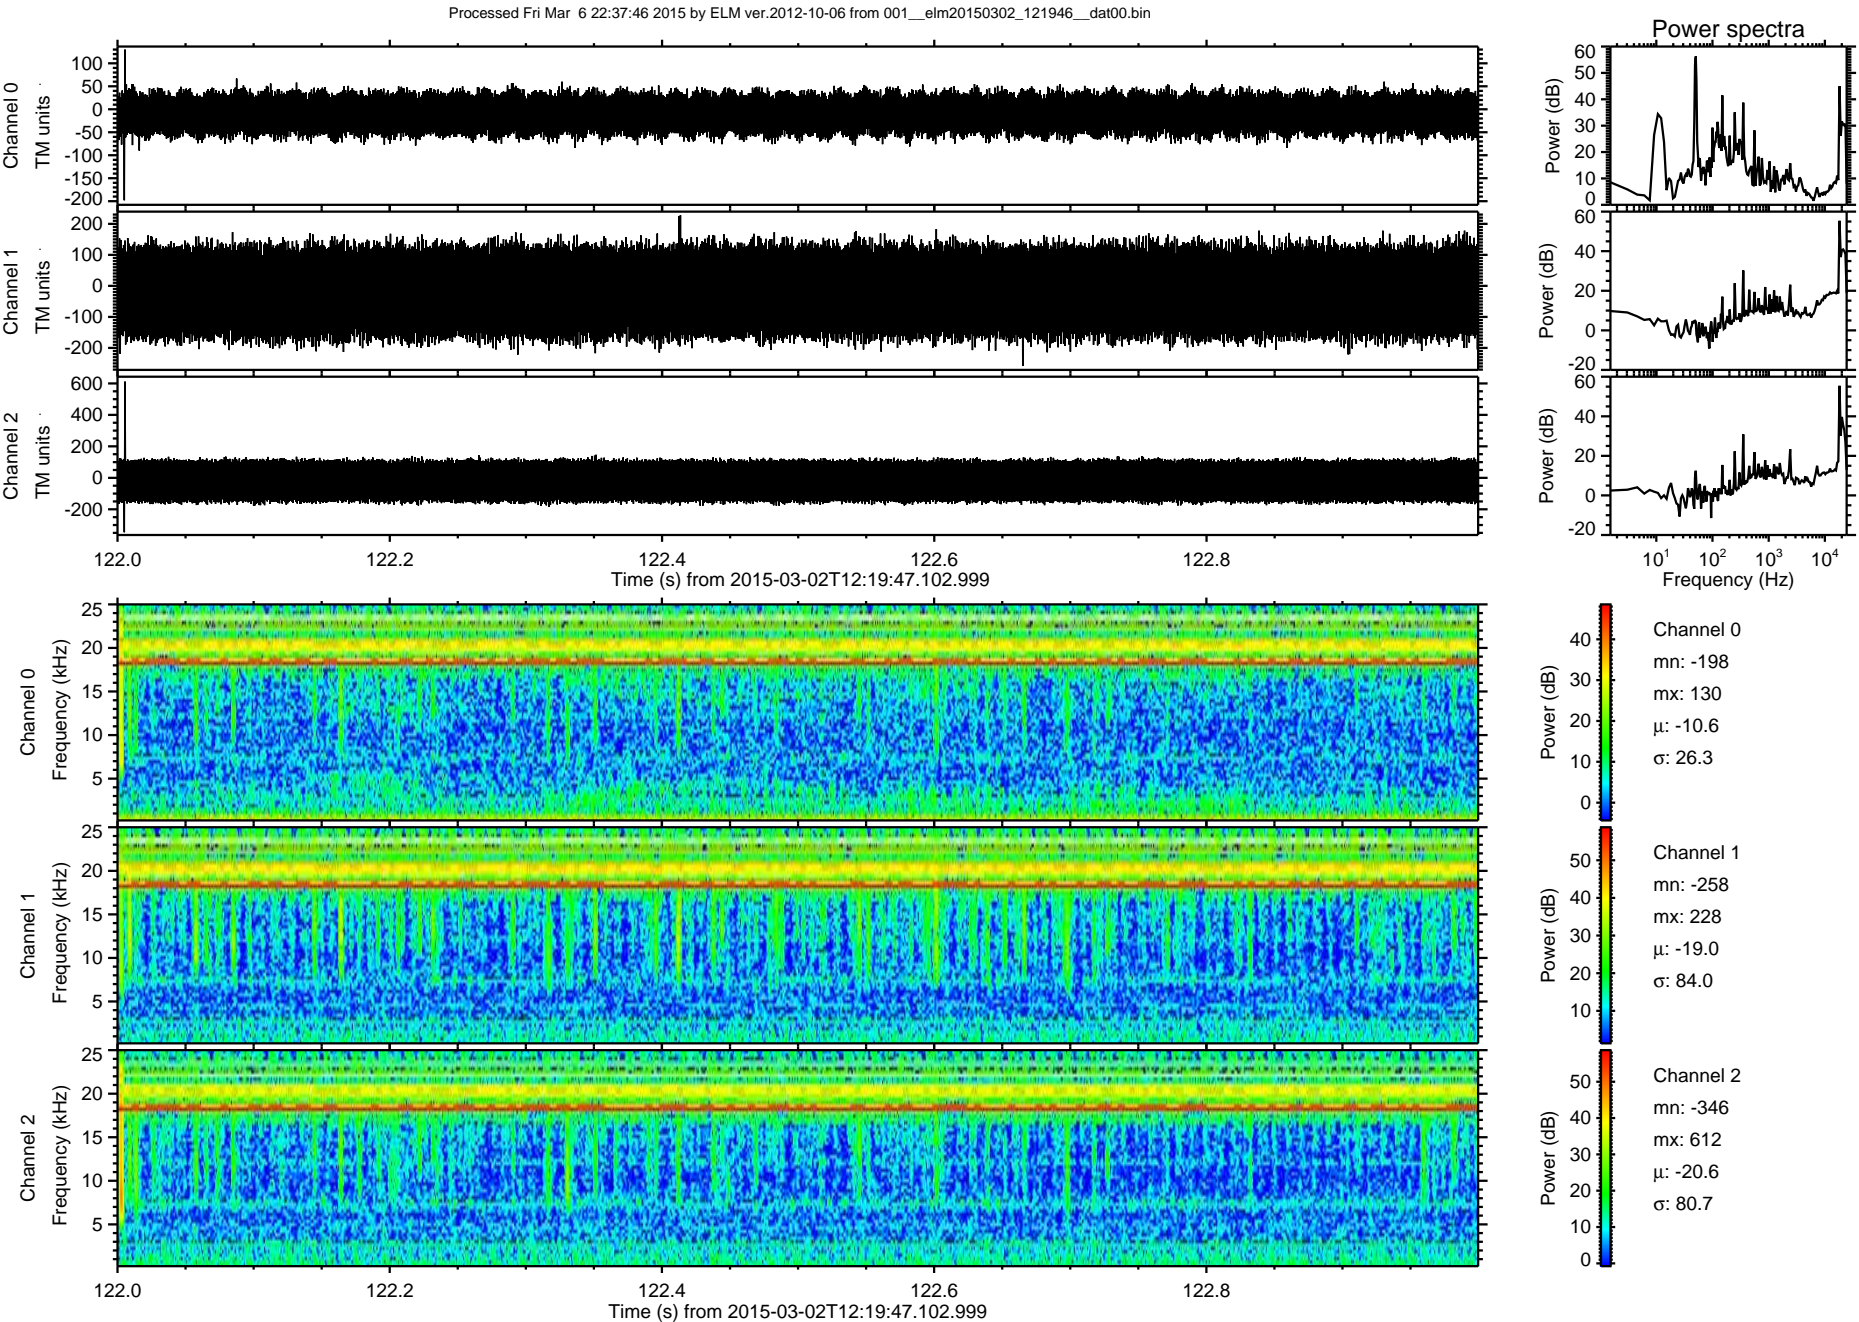 Processed Fri Mar  6 22:37:46 2015 by ELM ver.2012-10-06 from 001__elm20150302_121946__dat00.bin
Power spectra
Channel 0
TM units
100
50
0
-50
-100
-150
-200
Power (dB)
60
50
40
30
20
10
0
Channel 1
TM units
200
100
0
-100
-200
Power (dB)
60
40
20
0
-20
Channel 2
TM units
600
400
200
0
-200
Power (dB)
60
40
20
0
-20
122.0 122.2 122.4 122.6 122.8
Time (s) from 2015-03-02T12:19:47.102.999
10¹ 10² 10³ 10⁴
Frequency (Hz)
Channel 0
Frequency (kHz)
25
20
15
10
5
Power (dB)
40
30
20
10
0
Channel 0
mn: -198
mx: 130
μ: -10.6
σ: 26.3
Channel 1
Frequency (kHz)
25
20
15
10
5
Power (dB)
50
40
30
20
10
Channel 1
mn: -258
mx: 228
μ: -19.0
σ: 84.0
Channel 2
Frequency (kHz)
25
20
15
10
5
Power (dB)
50
40
30
20
10
0
Channel 2
mn: -346
mx: 612
μ: -20.6
σ: 80.7
122.0 122.2 122.4 122.6 122.8
Time (s) from 2015-03-02T12:19:47.102.999